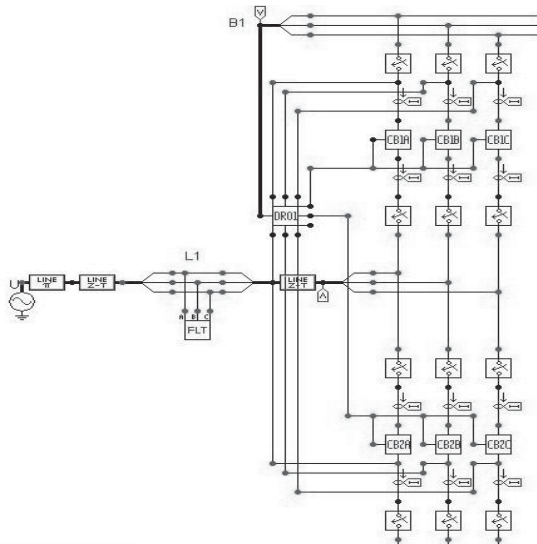 V
B1
CB1A CB1B CB1C
DR01
L1
U
LINE
π
LINE
Z-T
LINE
Z-T
A B C
FLT
V
CB2A CB2B CB2C